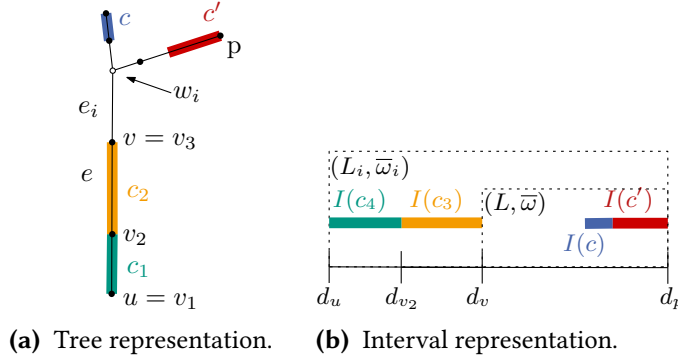 c
c'
p
w_i
e_i
v = v_3
e
c_2
v_2
c_1
u = v_1
(a) Tree representation.
(L_i, ω̅_i)
I(c_4)
I(c_3)
(L, ω̅)
I(c')
I(c)
d_u
d_{v_2}
d_v
d_p
(b) Interval representation.